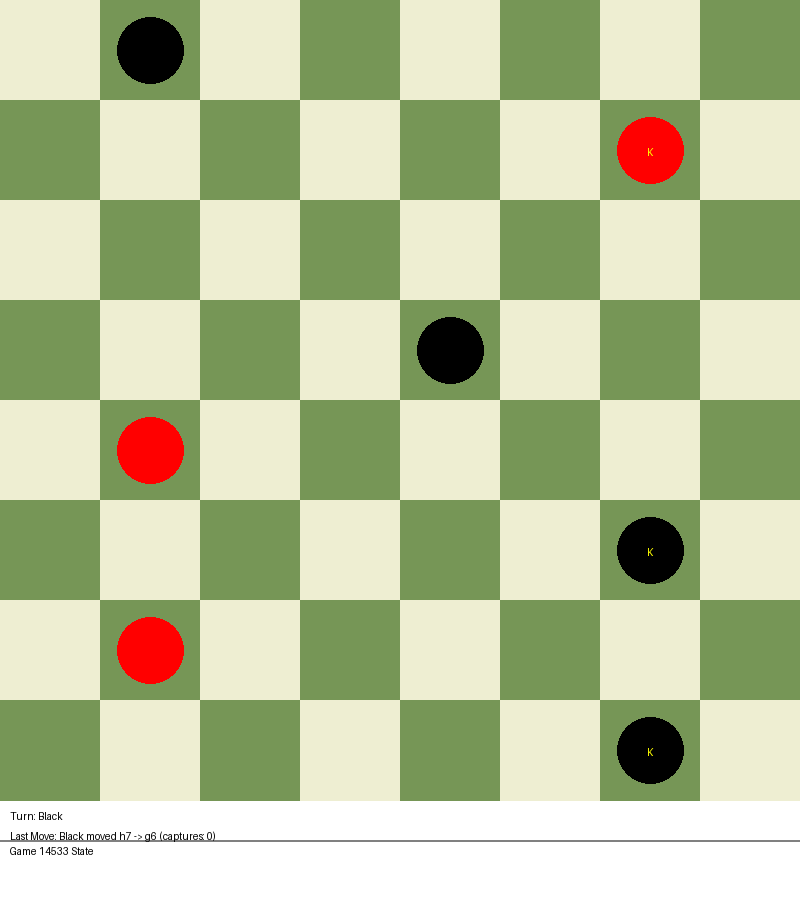 K
K
K
Turn: Black
Last Move: Black moved h7 -> g6 (captures: 0)
Game 14533 State